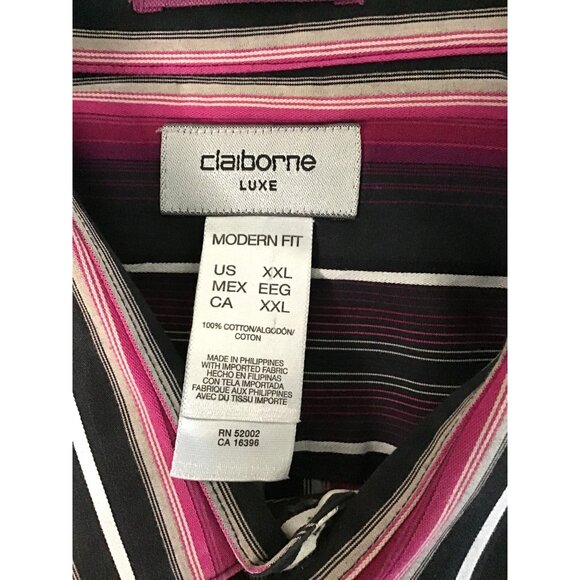 claiborne
LUXE
MODERN FIT
US XXL
MEX EEG
CA XXL
100% COTTON/ALGODÓN/
COTON
MADE IN PHILIPPINES
WITH IMPORTED FABRIC
HECHO EN FILIPINAS
CON TELA IMPORTADA
FABRIQUÉ AUX PHILIPPINES
AVEC DU TISSU IMPORTÉ
RN 52002
CA 16396